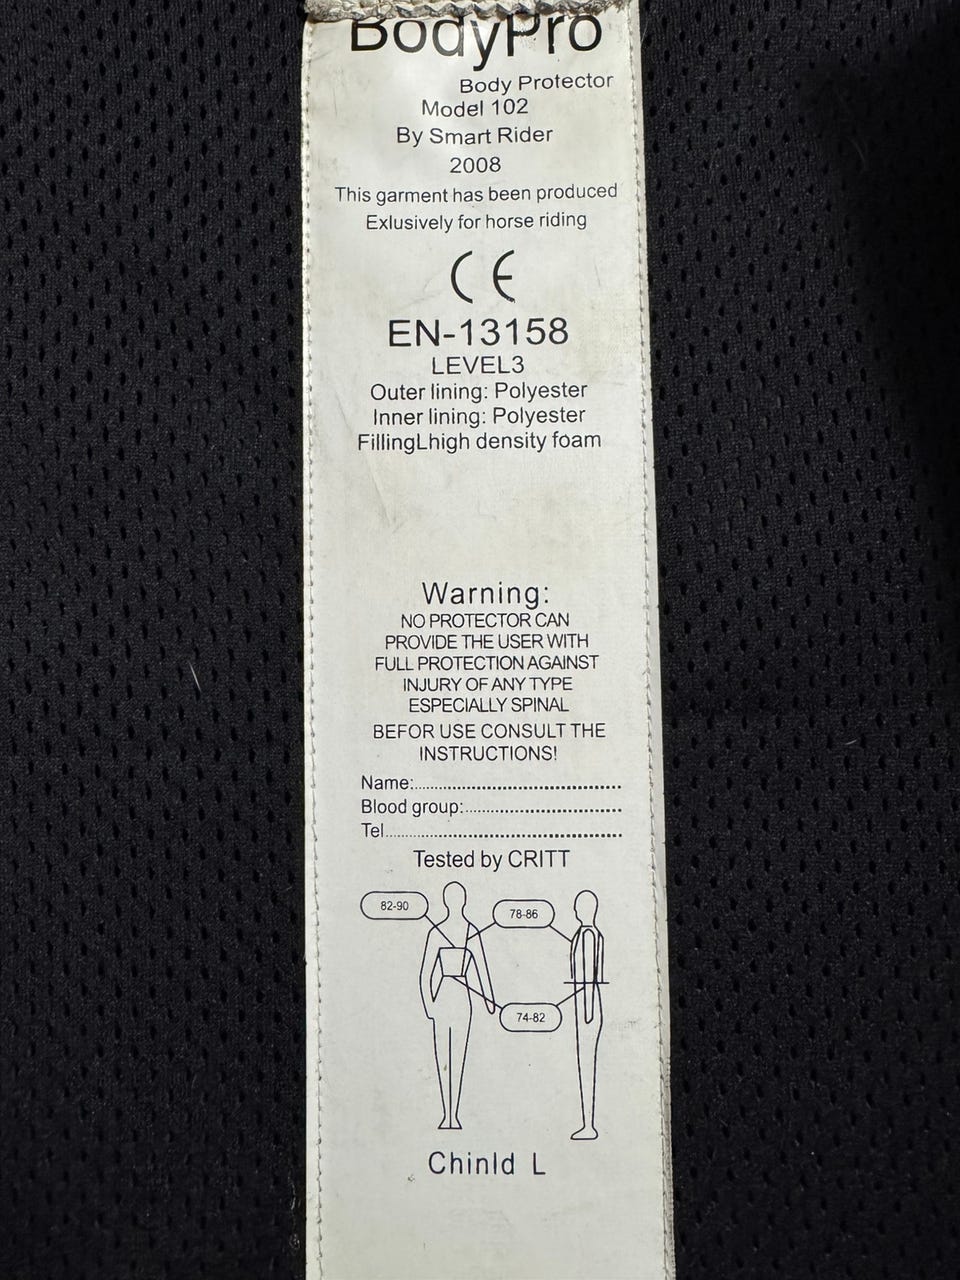 BodyPro
Body Protector
Model 102
By Smart Rider
2008
This garment has been produced
Exlusively for horse riding
CE
EN-13158
LEVEL3
Outer lining: Polyester
Inner lining: Polyester
FillingLhigh density foam
Warning:
NO PROTECTOR CAN
PROVIDE THE USER WITH
FULL PROTECTION AGAINST
INJURY OF ANY TYPE
ESPECIALLY SPINAL
BEFOR USE CONSULT THE
INSTRUCTIONS!
Name:
Blood group:
Tel
Tested by CRITT
82-90
78-86
74-82
Chinld L